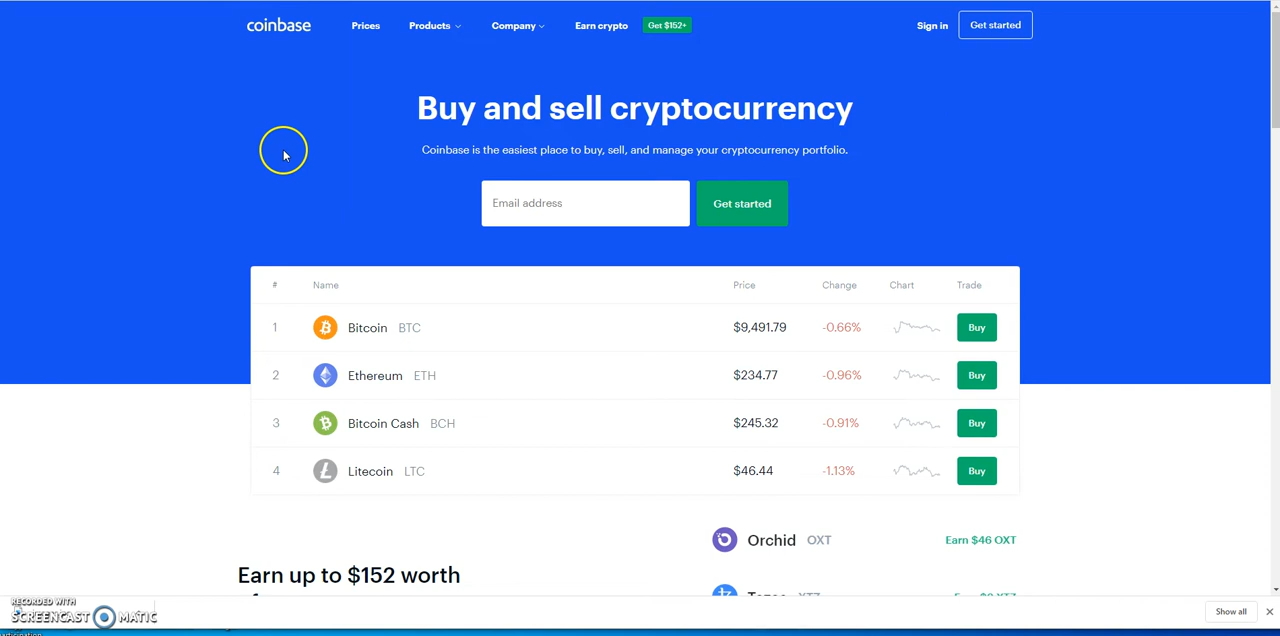 coinbase Prices Products Company Earn crypto Get $152+ Sign in Get started
Buy and sell cryptocurrency
Coinbase is the easiest place to buy, sell, and manage your cryptocurrency portfolio.
Email address Get started
# Name Price Change Chart Trade
1 Bitcoin BTC $9,491.79 -0.66% Buy
2 Ethereum ETH $234.77 -0.96% Buy
3 Bitcoin Cash BCH $245.32 -0.91% Buy
4 Litecoin LTC $46.44 -1.13% Buy
Orchid OXT Earn $46 OXT
Earn up to $152 worth
RECORDED WITH
SCREENCAST MATIC
Show all